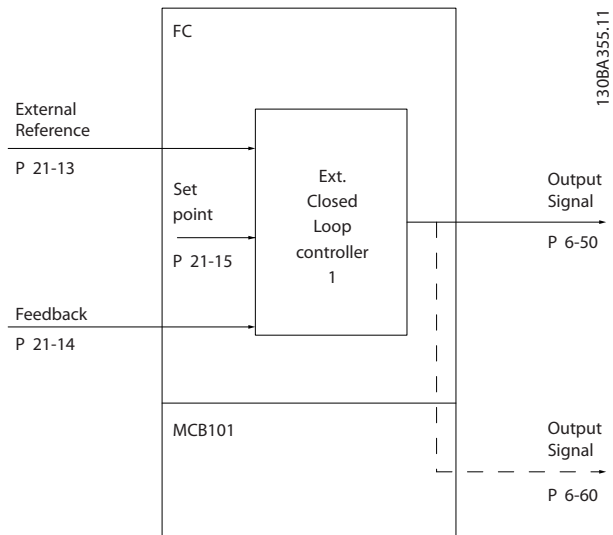 FC
130BA355.11
External
Reference
P 21-13
Set
point
P 21-15
Ext.
Closed
Loop
controller
1
Output
Signal
P 6-50
Feedback
P 21-14
MCB101
Output
Signal
P 6-60